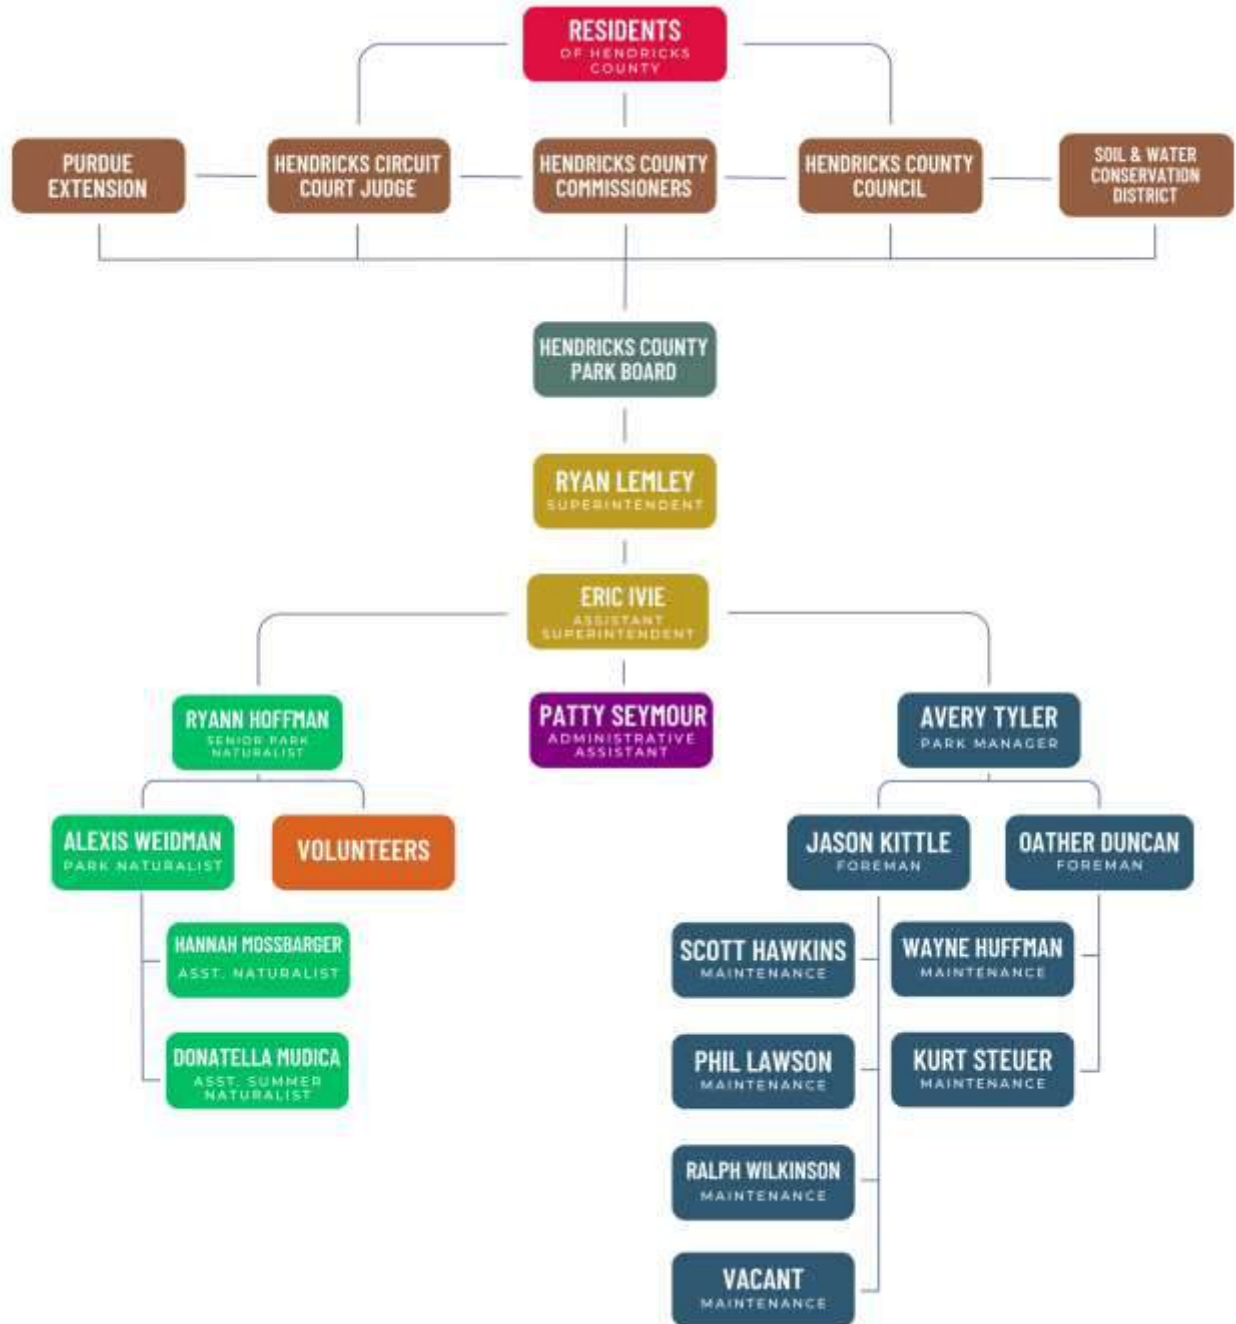 RESIDENTS
OF HENDRICKS
COUNTY
PURDUE
EXTENSION
HENDRICKS CIRCUIT
COURT JUDGE
HENDRICKS COUNTY
COMMISSIONERS
HENDRICKS COUNTY
COUNCIL
SOIL & WATER
CONSERVATION
DISTRICT
HENDRICKS COUNTY
PARK BOARD
RYAN LEMLEY
SUPERINTENDENT
ERIC IVIE
ASSISTANT
SUPERINTENDENT
RYANN HOFFMAN
SENIOR PARK
NATURALIST
PATTY SEYMOUR
ADMINISTRATIVE
ASSISTANT
AVERY TYLER
PARK MANAGER
ALEXIS WEIDMAN
PARK NATURALIST
VOLUNTEERS
JASON KITTLE
FOREMAN
OATHER DUNCAN
FOREMAN
HANNAH MOSSBARGER
ASST. NATURALIST
SCOTT HAWKINS
MAINTENANCE
WAYNE HUFFMAN
MAINTENANCE
DONATELLA MUDICA
ASST. SUMMER
NATURALIST
PHIL LAWSON
MAINTENANCE
KURT STEUER
MAINTENANCE
RALPH WILKINSON
MAINTENANCE
VACANT
MAINTENANCE